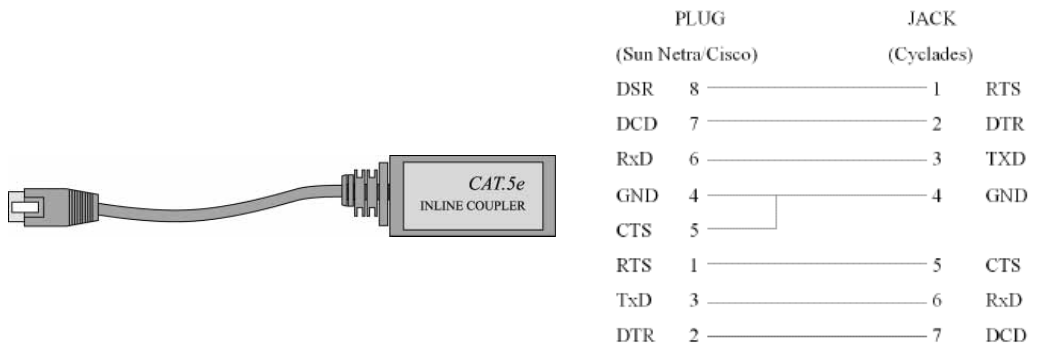 CAT.5e
INLINE COUPLER
PLUG JACK
(Sun Netra/Cisco) (Cyclades)
DSR 8 1 RTS
DCD 7 2 DTR
RxD 6 3 TXD
GND 4 4 GND
CTS 5
RTS 1 5 CTS
TxD 3 6 RxD
DTR 2 7 DCD